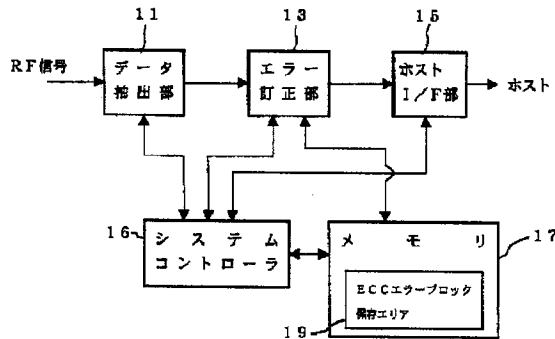 11
13
15
RF信号
データ
抽出部
エラー
訂正部
ホスト
I/F部
ホスト
16
システム
コントローラ
メモリ
17
ECCエラーブロック
保存エリア
19